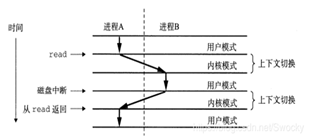 进程A 进程B
时间
用户模式
read
内核模式
上下文切换
用户模式
磁盘中断
内核模式
上下文切换
从read返回
用户模式